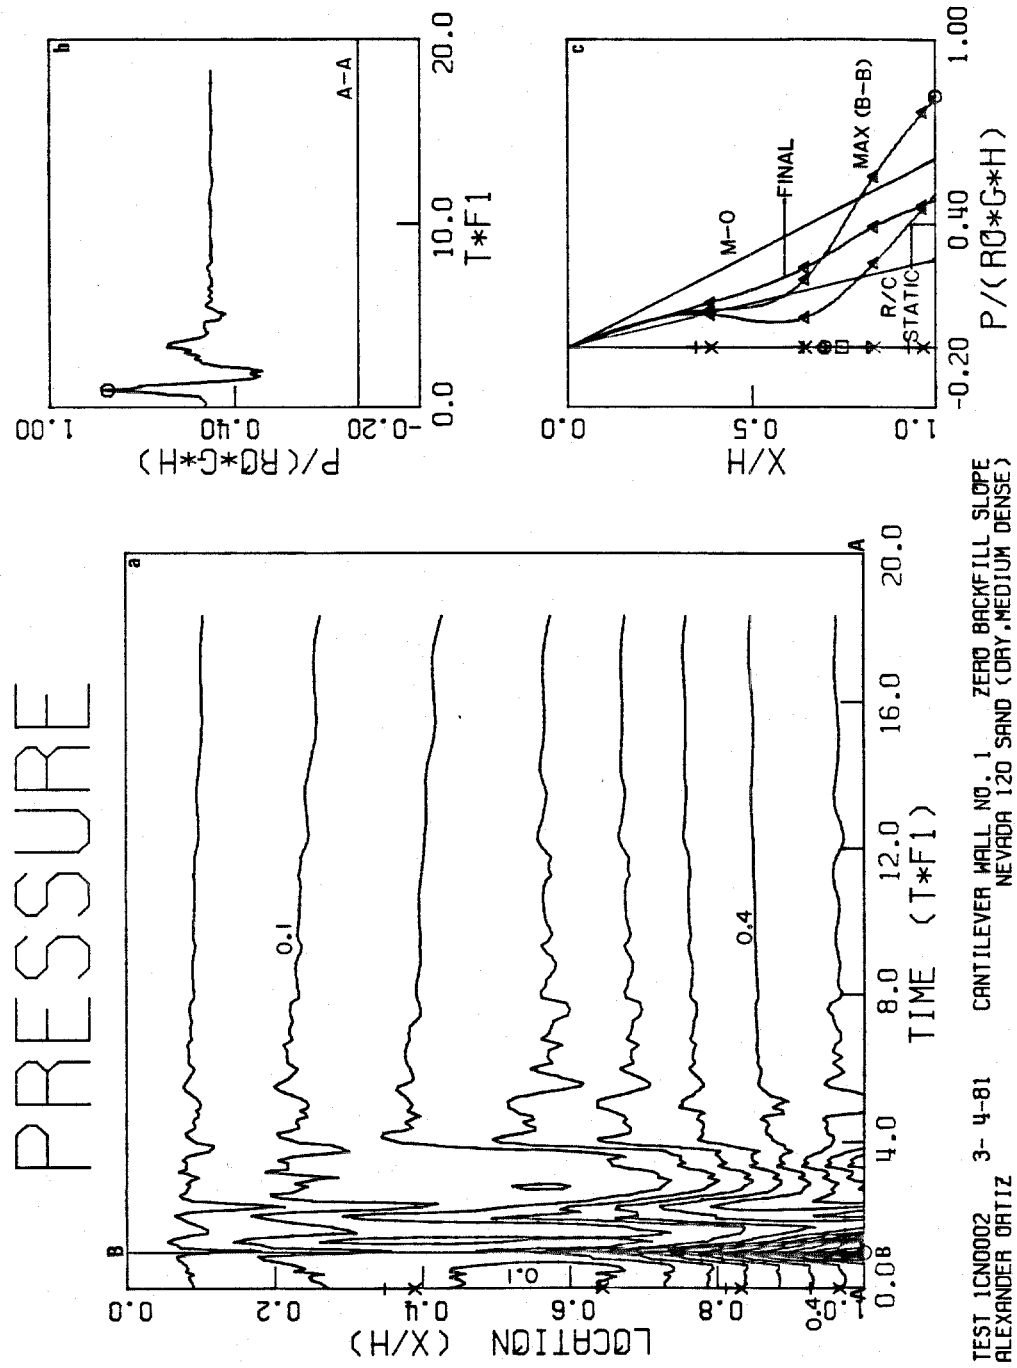 PRESSURE
a
B
LOCATION (X/H)
0.0
0.2
0.4
0.6
0.8
1.0
0.1
0.1
0.4
0.4
A
B
A
0.0
4.0
8.0
12.0
16.0
20.0
TIME (T*F1)
b
P/(RO*G*H)
1.00
0.40
-0.20
A-A
0.0
10.0
20.0
T*F1
c
X/H
0.0
0.5
1.0
M-O
FINAL
MAX (B-B)
R/C
STATIC
-0.20
0.40
1.00
P/(RO*G*H)
TEST 1CN0002 3- 4-81 CANTILEVER WALL NO. 1 ZERO BACKFILL SLOPE
ALEXANDER ORTIZ NEVADA 120 SAND (DRY,MEDIUM DENSE)